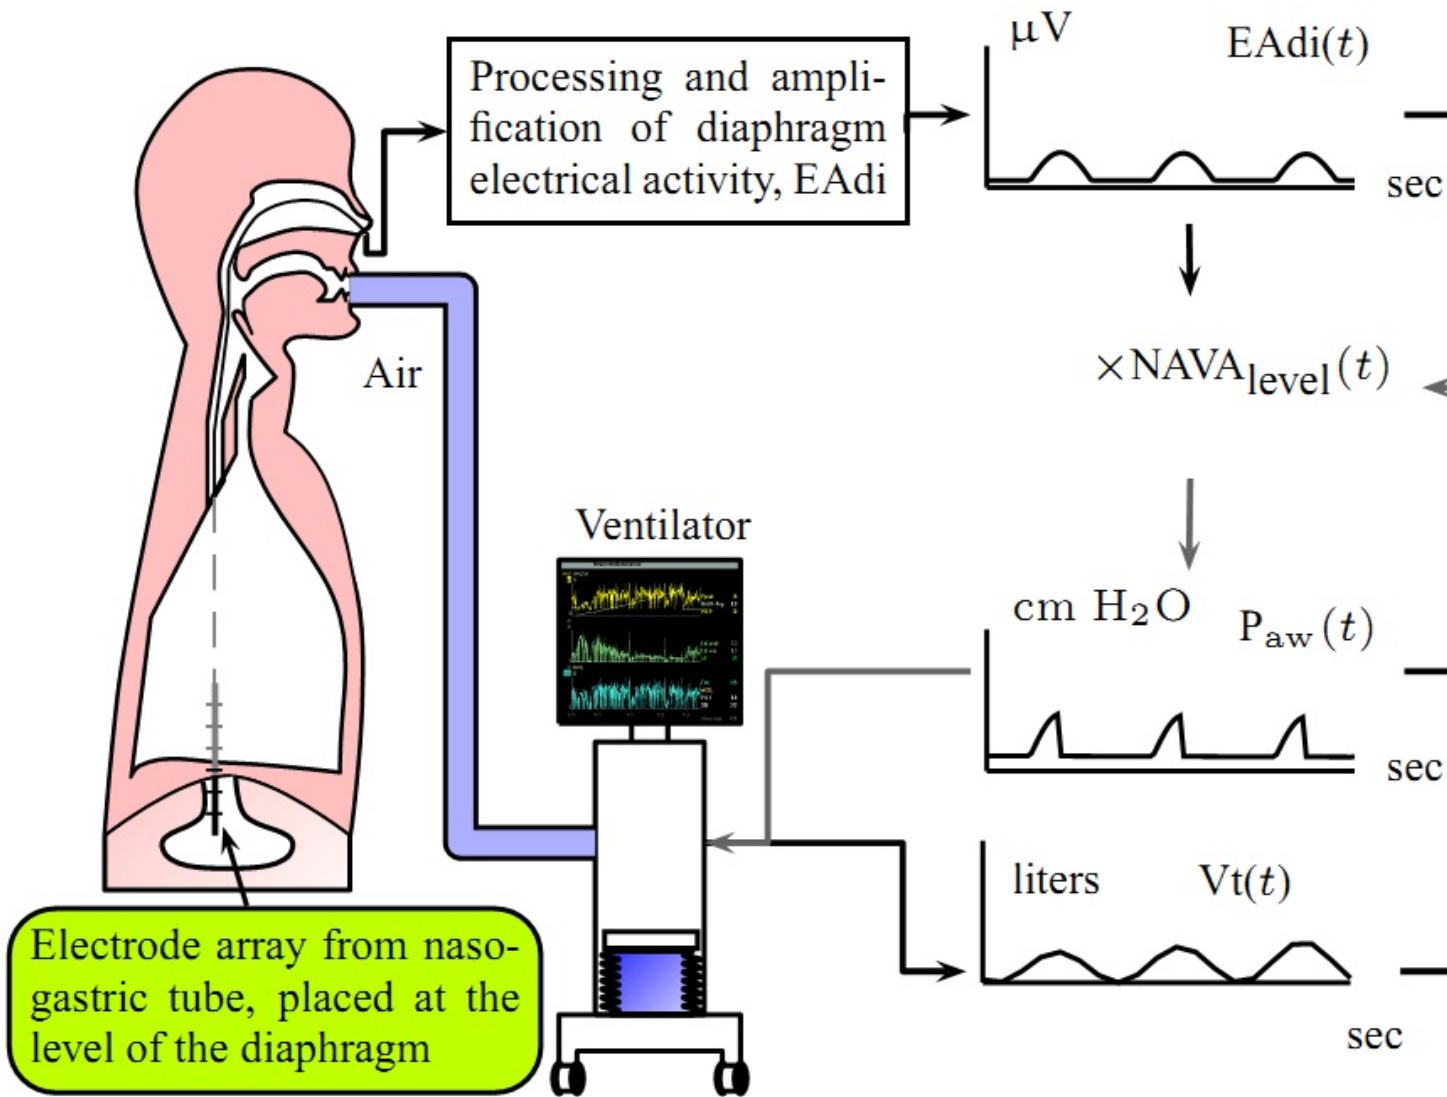 μV
EAdi(t)
Processing and ampli-
fication of diaphragm
electrical activity, EAdi
sec
Air
×NAVAlevel(t)
Ventilator
cm H2O
Paw(t)
sec
liters
Vt(t)
Electrode array from naso-
gastric tube, placed at the
level of the diaphragm
sec